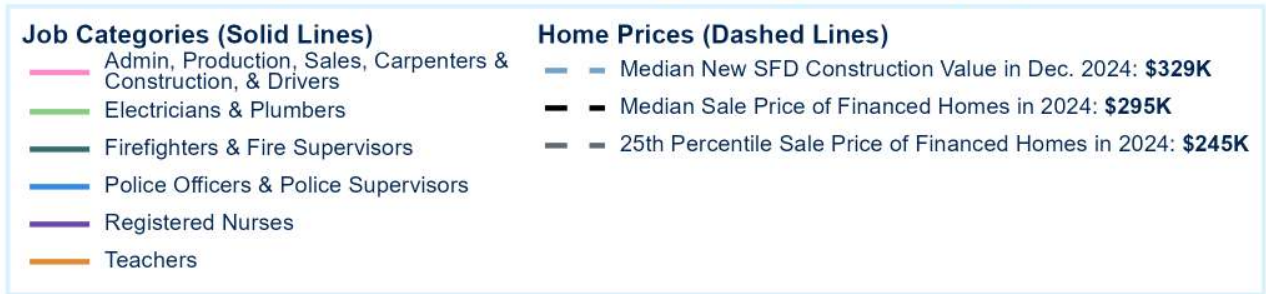 Job Categories (Solid Lines)
Admin, Production, Sales, Carpenters &
Construction, & Drivers
Electricians & Plumbers
Firefighters & Fire Supervisors
Police Officers & Police Supervisors
Registered Nurses
Teachers
Home Prices (Dashed Lines)
Median New SFD Construction Value in Dec. 2024: $329K
Median Sale Price of Financed Homes in 2024: $295K
25th Percentile Sale Price of Financed Homes in 2024: $245K